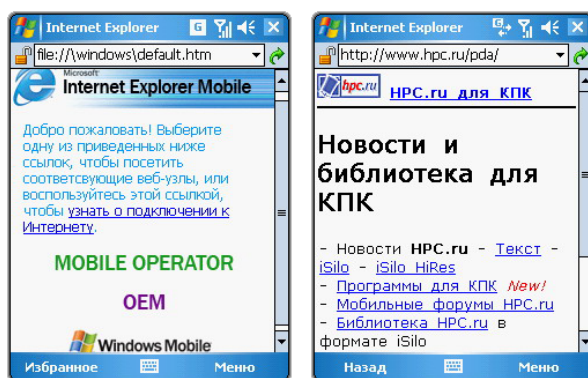 Internet Explorer
G
file://\windows\default.htm
Microsoft
Internet Explorer Mobile
Добро пожаловать! Выберите
одну из приведенных ниже
ссылок, чтобы посетить
соответсвующие веб-узлы, или
воспользуйтесь этой ссылкой,
чтобы узнать о подключении к
Интернету.
MOBILE OPERATOR
OEM
Windows Mobile
Избранное
Меню
Internet Explorer
G
http://www.hpc.ru/pda/
hpc.ru
HPC.ru для КПК
Новости и
библиотека для
КПК
- Новости HPC.ru - Текст -
iSilo - iSilo HiRes
- Программы для КПК New!
- Мобильные форумы HPC.ru
- Библиотека HPC.ru в
формате iSilo
Назад
Меню